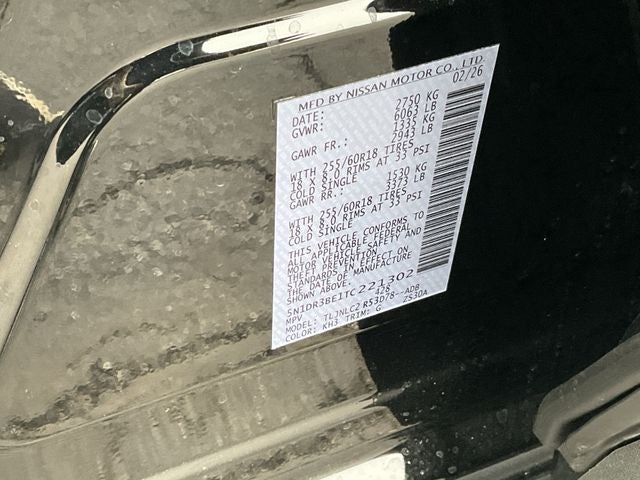 MFD BY NISSAN MOTOR CO., LTD
DATE: 02/26
GVWR: 2750 KG
6063 LB
GAWR FR.: 1335 KG
2943 LB
WITH 255/60R18 TIRES
18 X 8.0 RIMS AT 33 PSI
COLD SINGLE
GAWR RR.: 1530 KG
3373 LB
WITH 255/60R18 TIRES
18 X 8.0 RIMS AT 33 PSI
COLD SINGLE
THIS VEHICLE CONFORMS TO
ALL APPLICABLE FEDERAL
MOTOR VEHICLE SAFETY AND
THEFT PREVENTION
STANDARDS IN EFFECT ON
THE DATE OF MANUFACTURE
SHOWN ABOVE.
5N1DR3BE1TC221302
MPV 428
MODEL: R53D78--ADB
COLOR: KH3 TRIM: G ZS30A